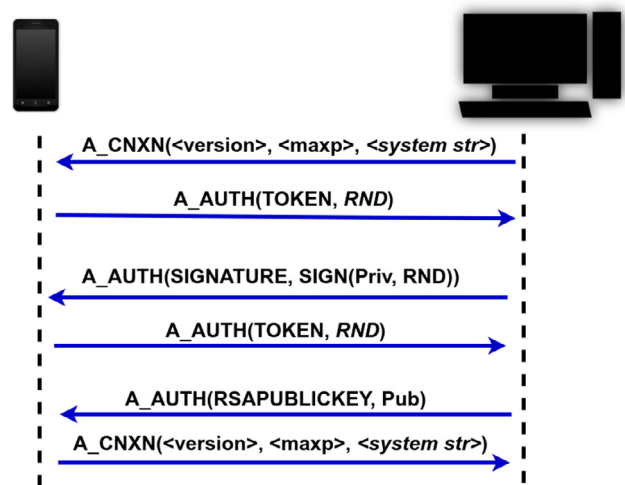 A_CNXN(<version>, <maxp>, <system str>)
A_AUTH(TOKEN, RND)
A_AUTH(SIGNATURE, SIGN(Priv, RND))
A_AUTH(TOKEN, RND)
A_AUTH(RSAPUBLICKEY, Pub)
A_CNXN(<version>, <maxp>, <system str>)